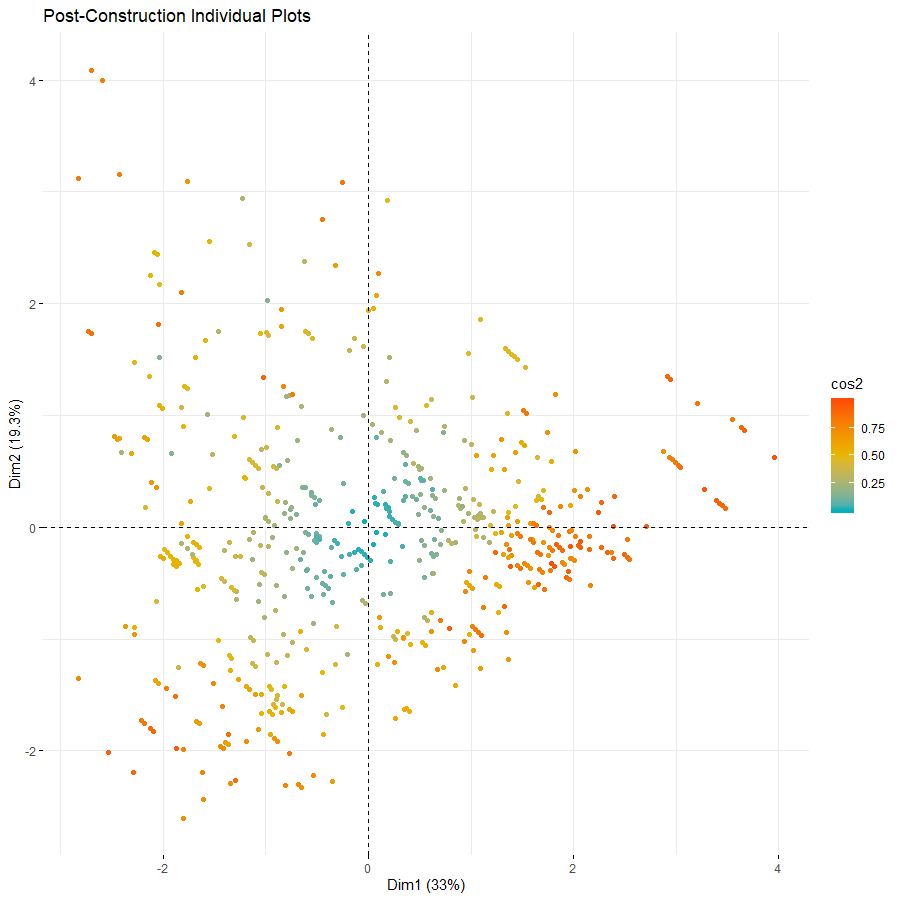 Post-Construction Individual Plots
4
2
0
-2
Dim2 (19.3%)
-2
0
2
4
Dim1 (33%)
cos2
0.75
0.50
0.25